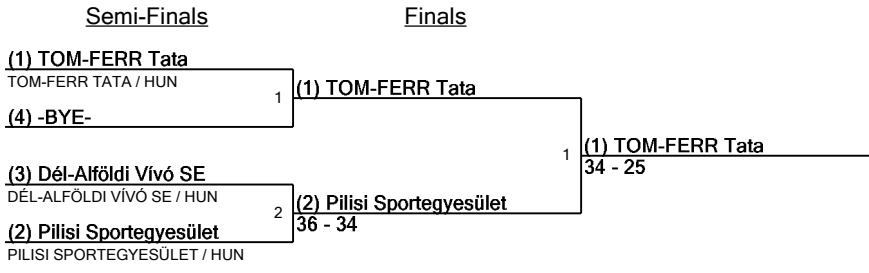 Semi-Finals
Finals
(1) TOM-FERR Tata
TOM-FERR TATA / HUN
1
(1) TOM-FERR Tata
(4) -BYE-
1
(1) TOM-FERR Tata
34 - 25
(3) Dél-Alföldi Vívó SE
DÉL-ALFÖLDI VÍVÓ SE / HUN
2
(2) Pilisi Sportegyesület
36 - 34
(2) Pilisi Sportegyesület
PILISI SPORTEGYESÜLET / HUN